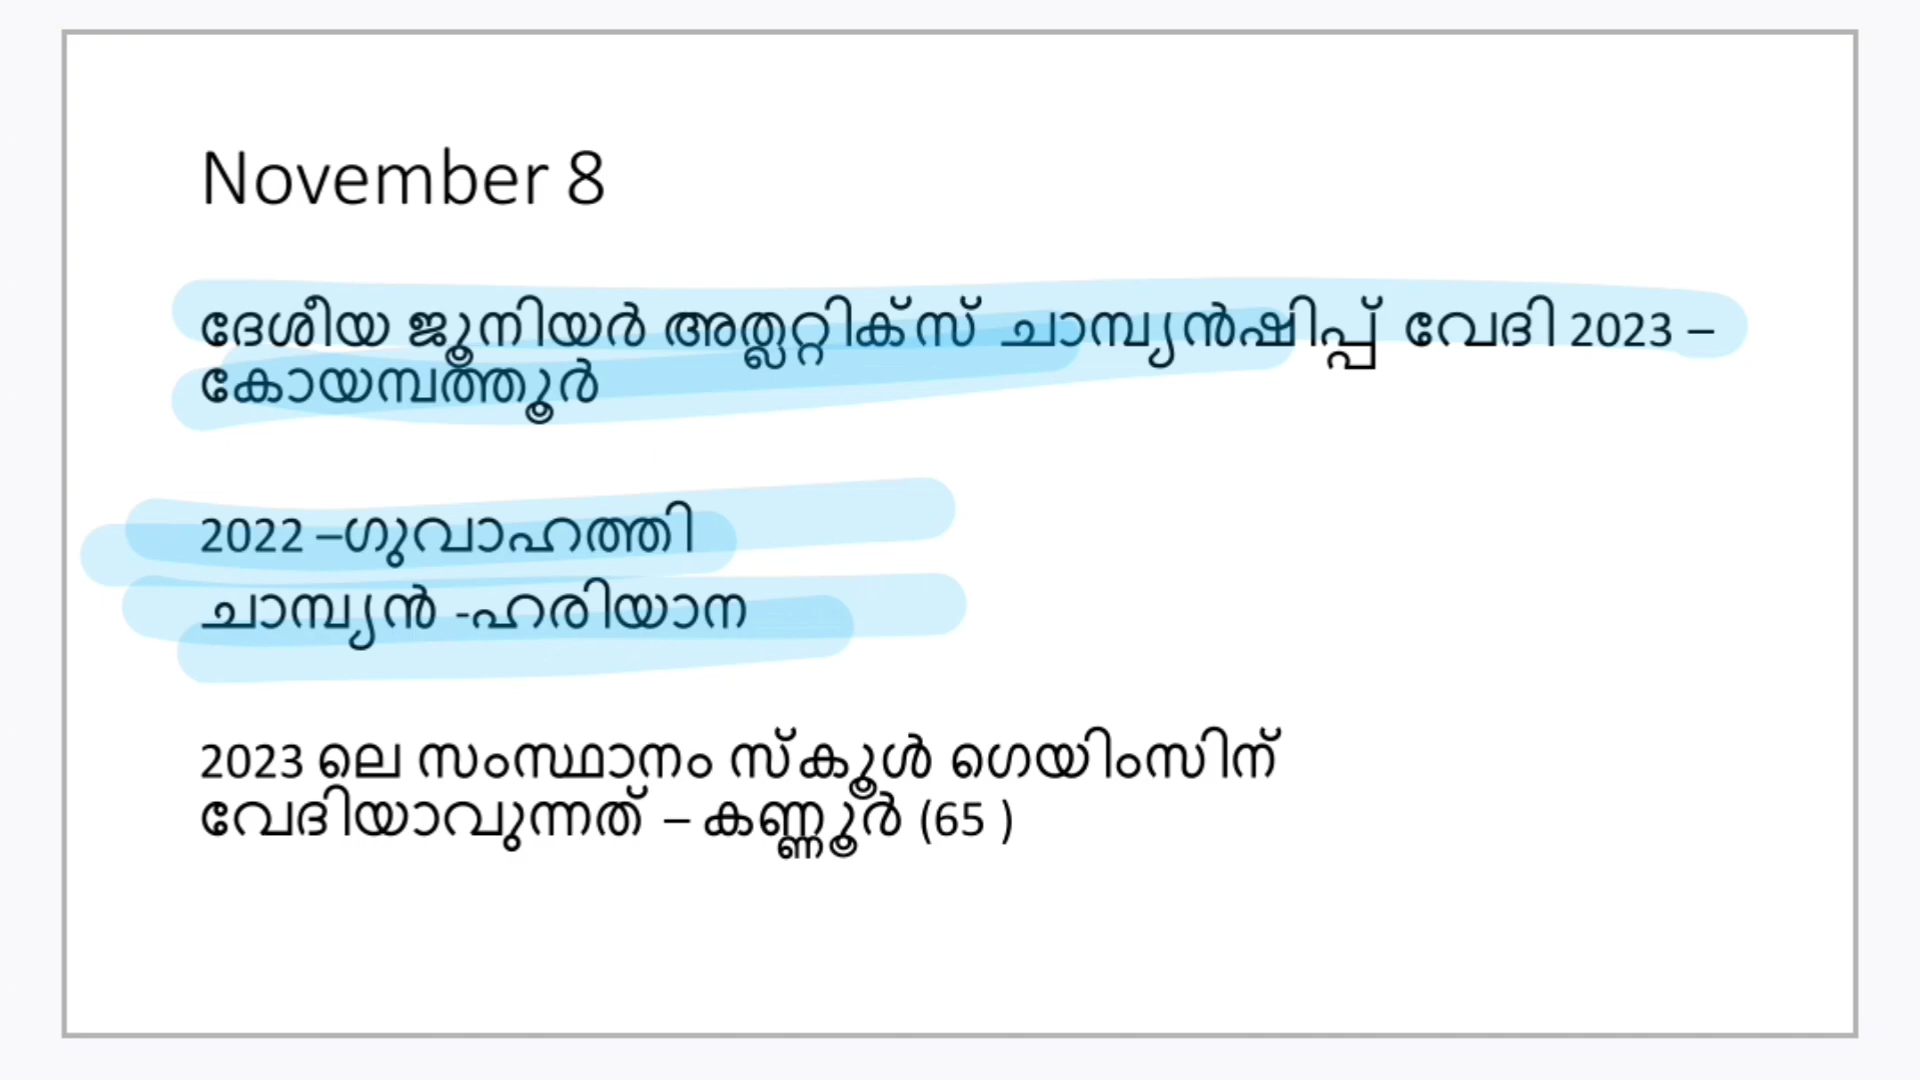 November 8
ദേശീയ ജൂനിയർ അത്ലറ്റിക്സ് ചാമ്പ്യൻഷിപ്പ് വേദി 2023 –
കോയമ്പത്തൂർ
2022 –ഗുവാഹത്തി
ചാമ്പ്യൻ -ഹരിയാന
2023 ലെ സംസ്ഥാനം സ്കൂൾ ഗെയിംസിന്
വേദിയാവുന്നത് – കണ്ണൂർ (65 )